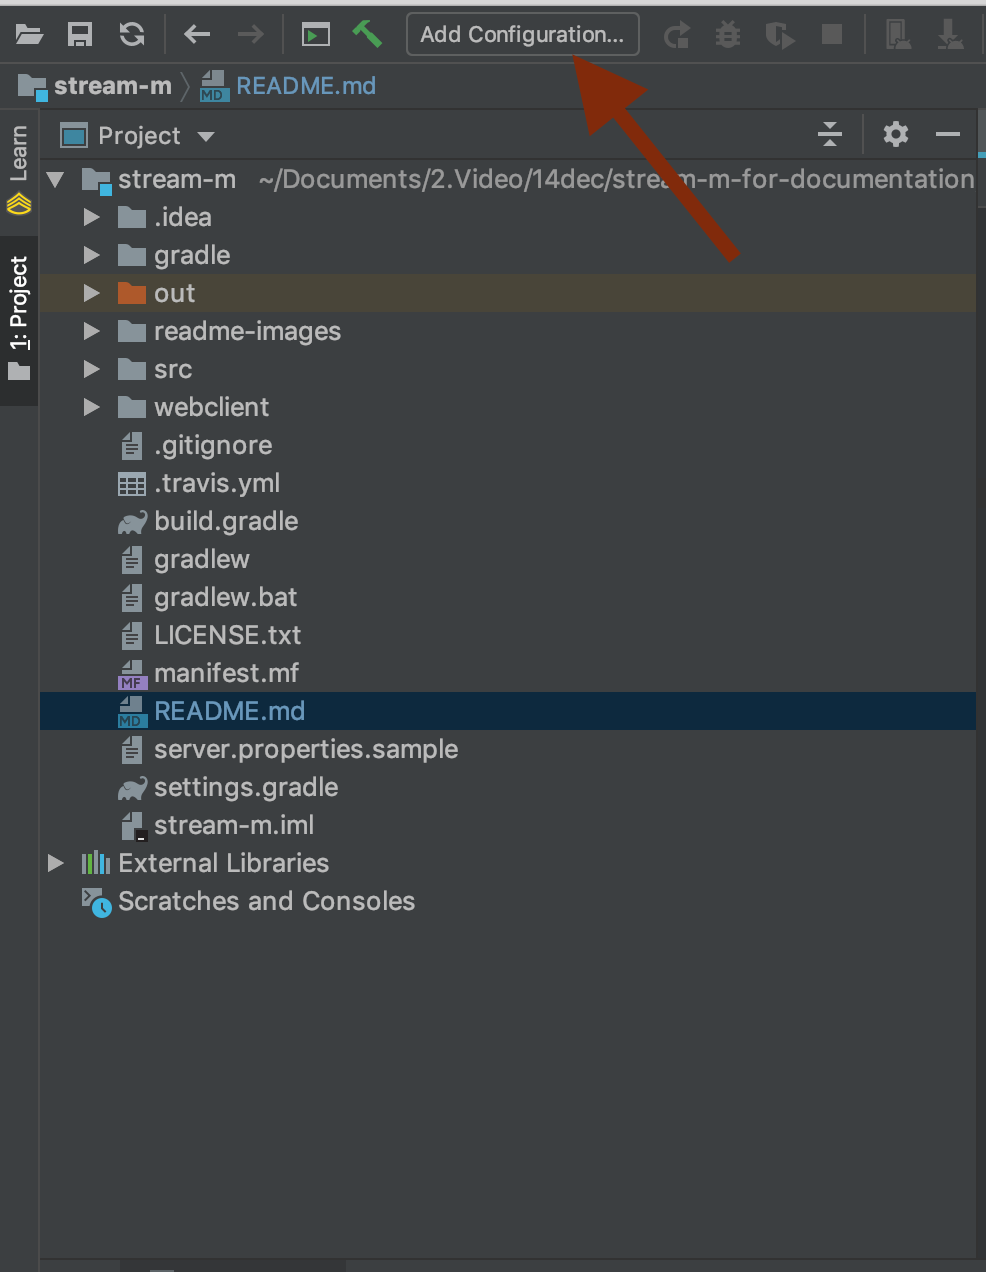 Add Configuration...
stream-m README.md
Learn
1: Project
Project
stream-m ~/Documents/2.Video/14dec/stream-m-for-documentation
.idea
gradle
out
readme-images
src
webclient
.gitignore
.travis.yml
build.gradle
gradlew
gradlew.bat
LICENSE.txt
MF manifest.mf
MD README.md
server.properties.sample
settings.gradle
stream-m.iml
External Libraries
Scratches and Consoles